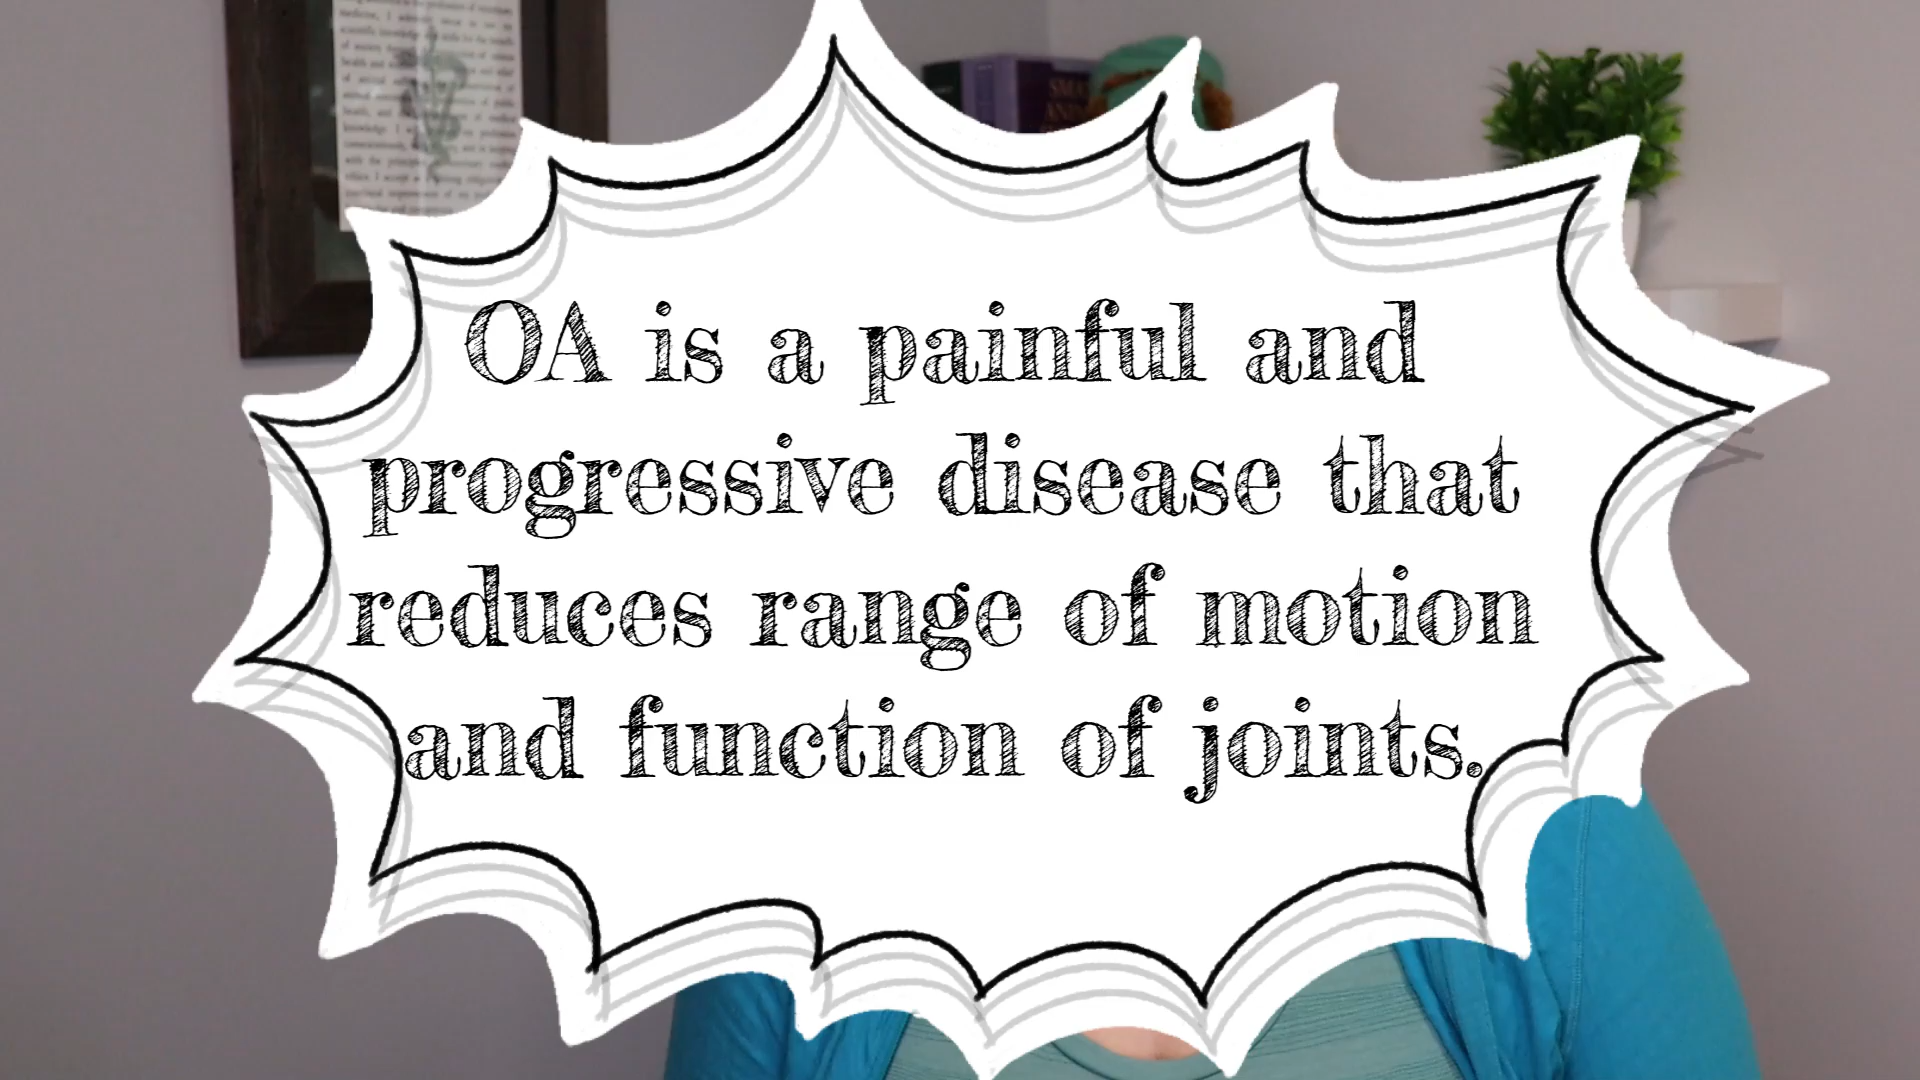 OA is a painful and
progressive disease that
reduces range of motion
and function of joints.